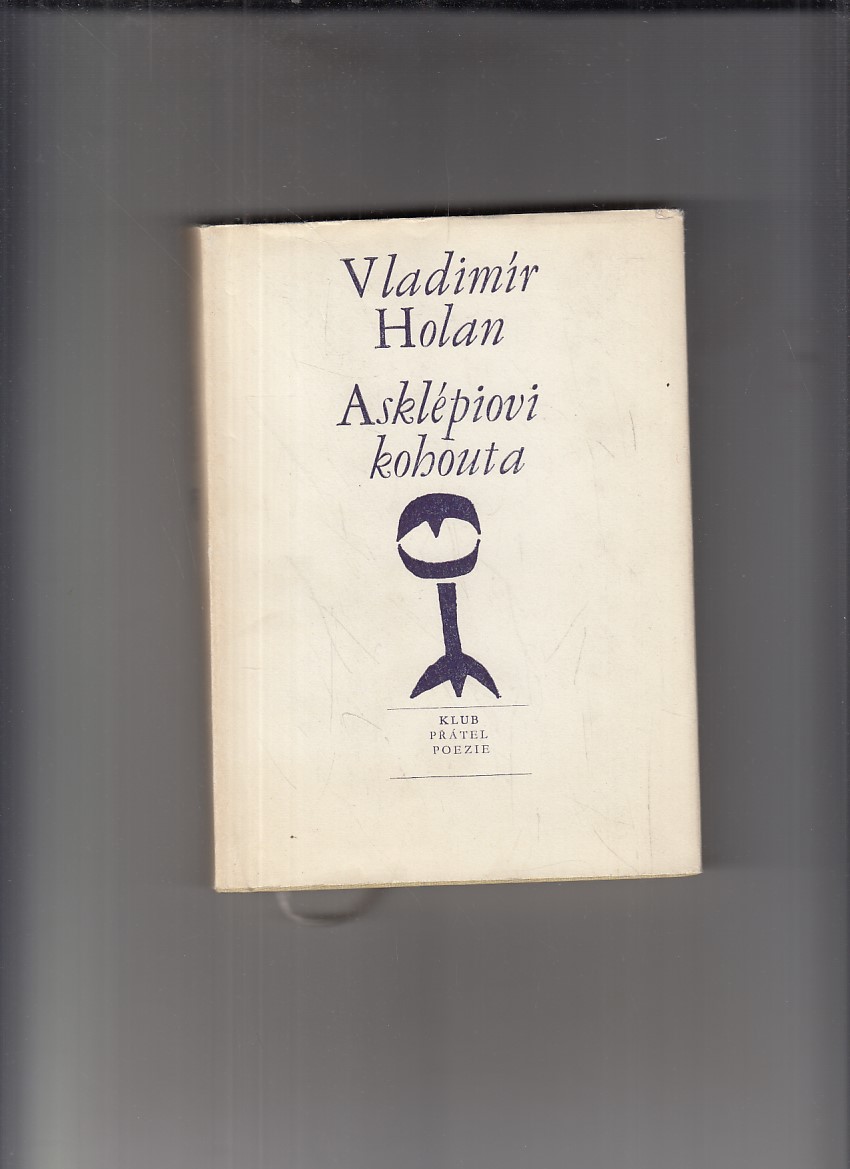 Vladimír
Holan
Asklépiovi
kohouta
KLUB
PŘÁTEL
POEZIE